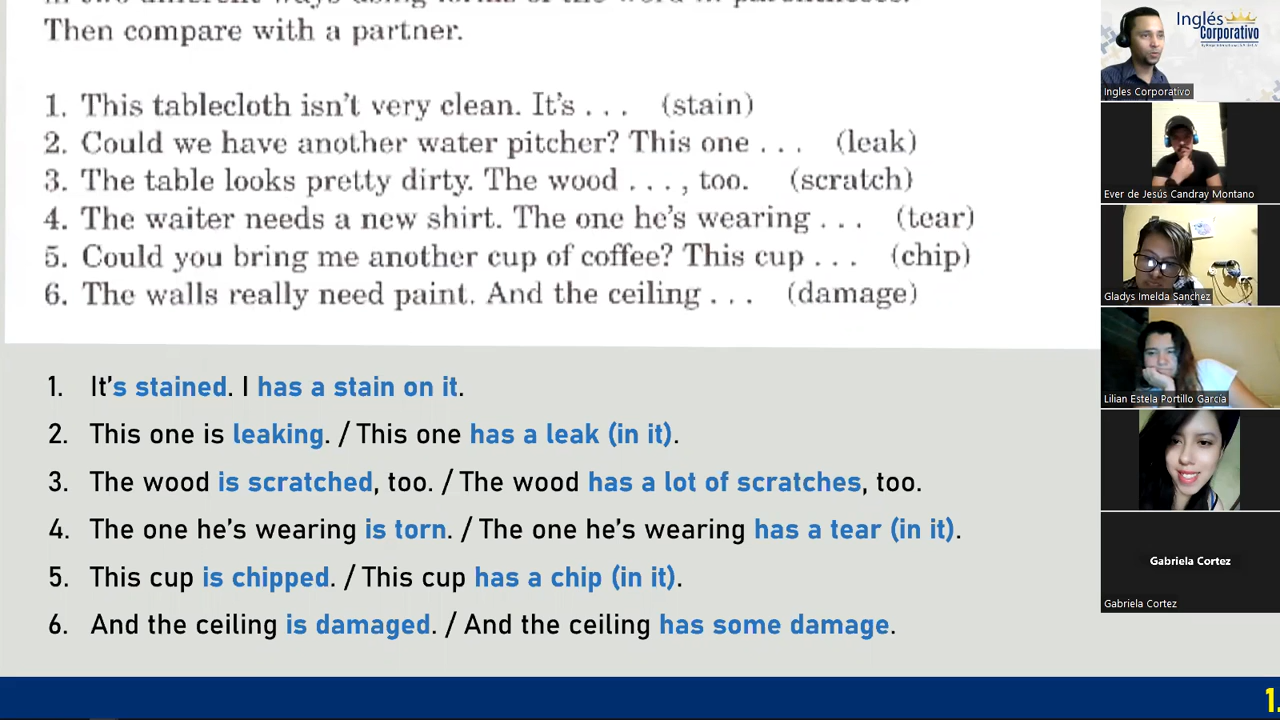 Then compare with a partner.
1. This tablecloth isn't very clean. It's . . . (stain)
2. Could we have another water pitcher? This one . . . (leak)
3. The table looks pretty dirty. The wood . . . , too. (scratch)
4. The waiter needs a new shirt. The one he's wearing . . . (tear)
5. Could you bring me another cup of coffee? This cup . . . (chip)
6. The walls really need paint. And the ceiling . . . (damage)
1. It's stained. I has a stain on it.
2. This one is leaking. / This one has a leak (in it).
3. The wood is scratched, too. / The wood has a lot of scratches, too.
4. The one he's wearing is torn. / The one he's wearing has a tear (in it).
5. This cup is chipped. / This cup has a chip (in it).
6. And the ceiling is damaged. / And the ceiling has some damage.
1.
Inglés
Corporativo
Ingles Corporativo
Ever de Jesús Candray Montano
Gladys Imelda Sanchez
Lilian Estela Portillo García
Gabriela Cortez
Gabriela Cortez